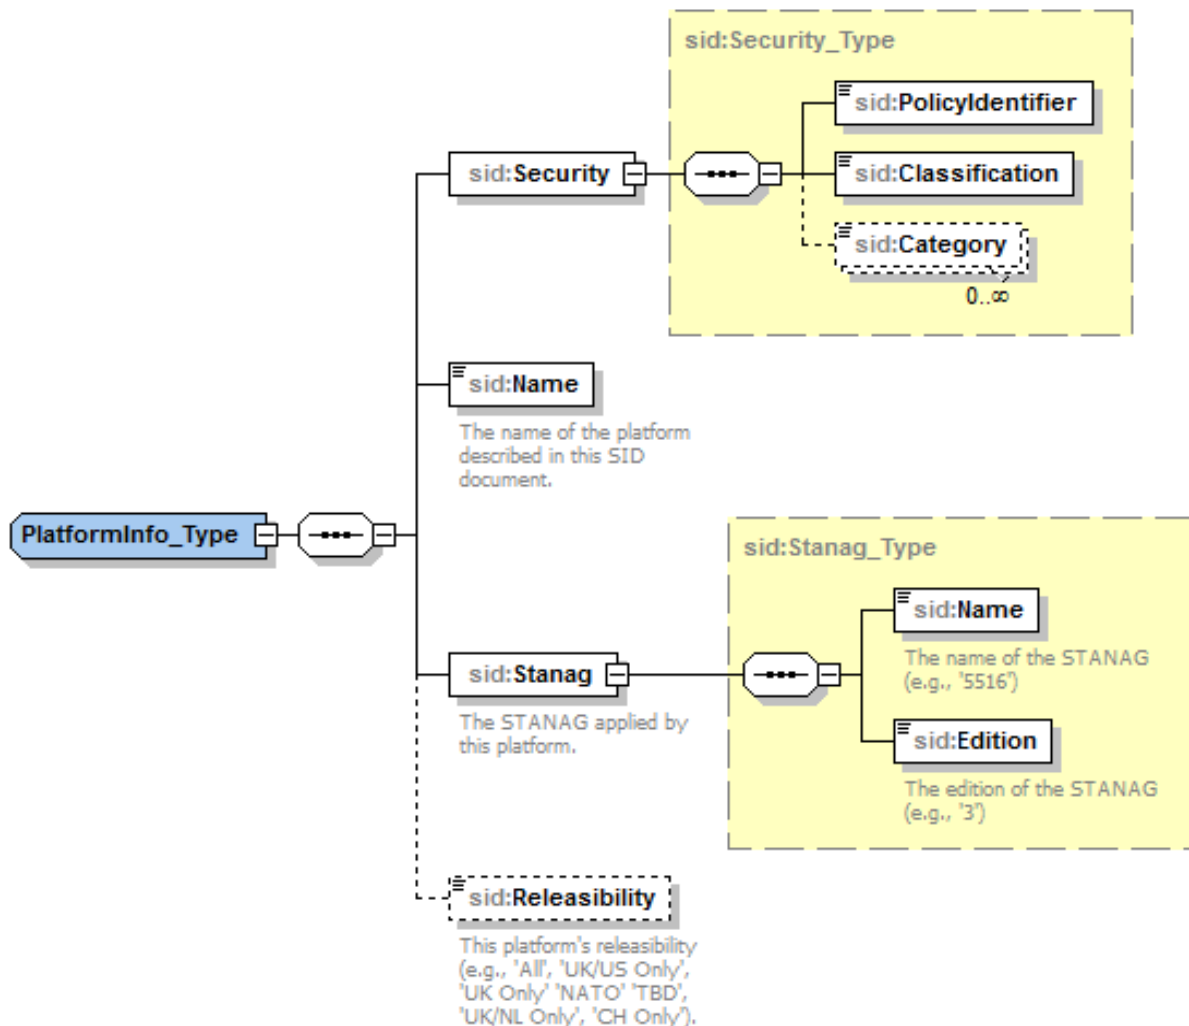 sid:Security_Type
sid:PolicyIdentifier
sid:Security
sid:Classification
sid:Category
0..∞
sid:Name
The name of the platform
described in this SID
document.
PlatformInfo_Type
sid:Stanag_Type
sid:Name
The name of the STANAG
(e.g., '5516')
sid:Stanag
The STANAG applied by
this platform.
sid:Edition
The edition of the STANAG
(e.g., '3')
sid:Releasibility
This platform's releasibility
(e.g., 'All', 'UK/US Only',
'UK Only' 'NATO' 'TBD',
'UK/NL Only', 'CH Only').